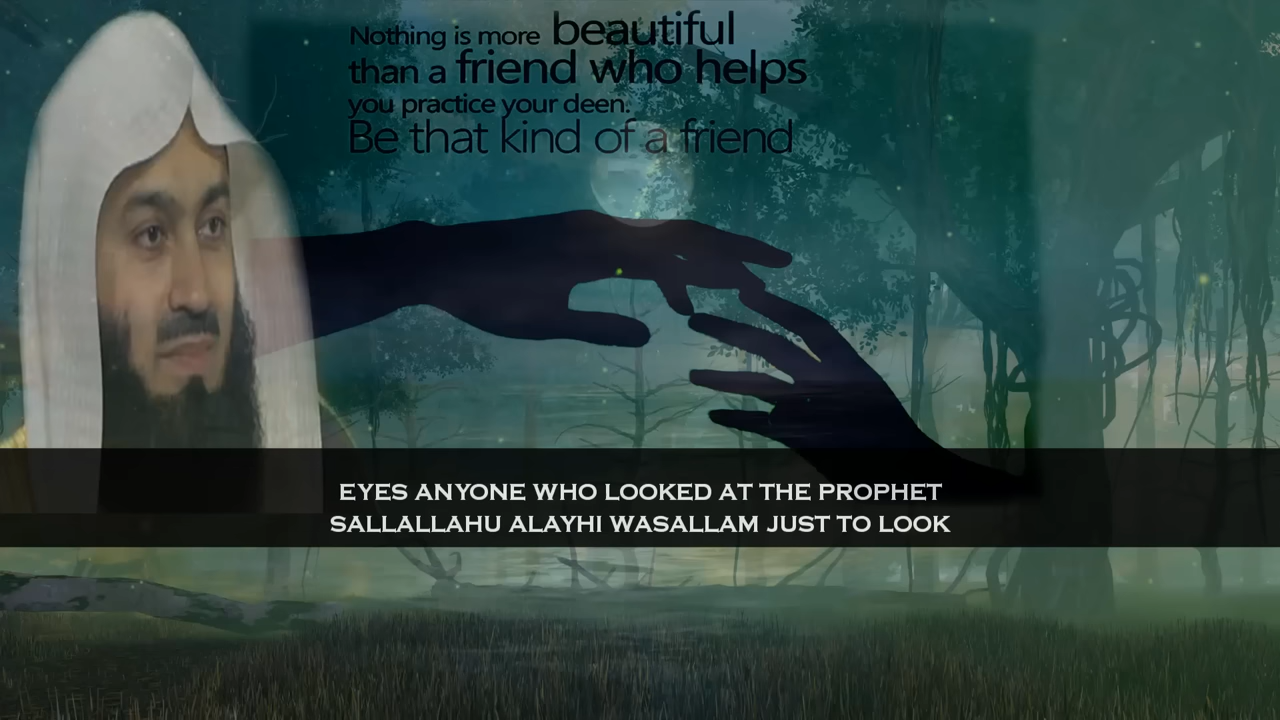 Nothing is more beautiful
than a friend who helps
you practice your deen.
Be that kind of a friend
EYES ANYONE WHO LOOKED AT THE PROPHET
SALLALLAHU ALAYHI WASALLAM JUST TO LOOK